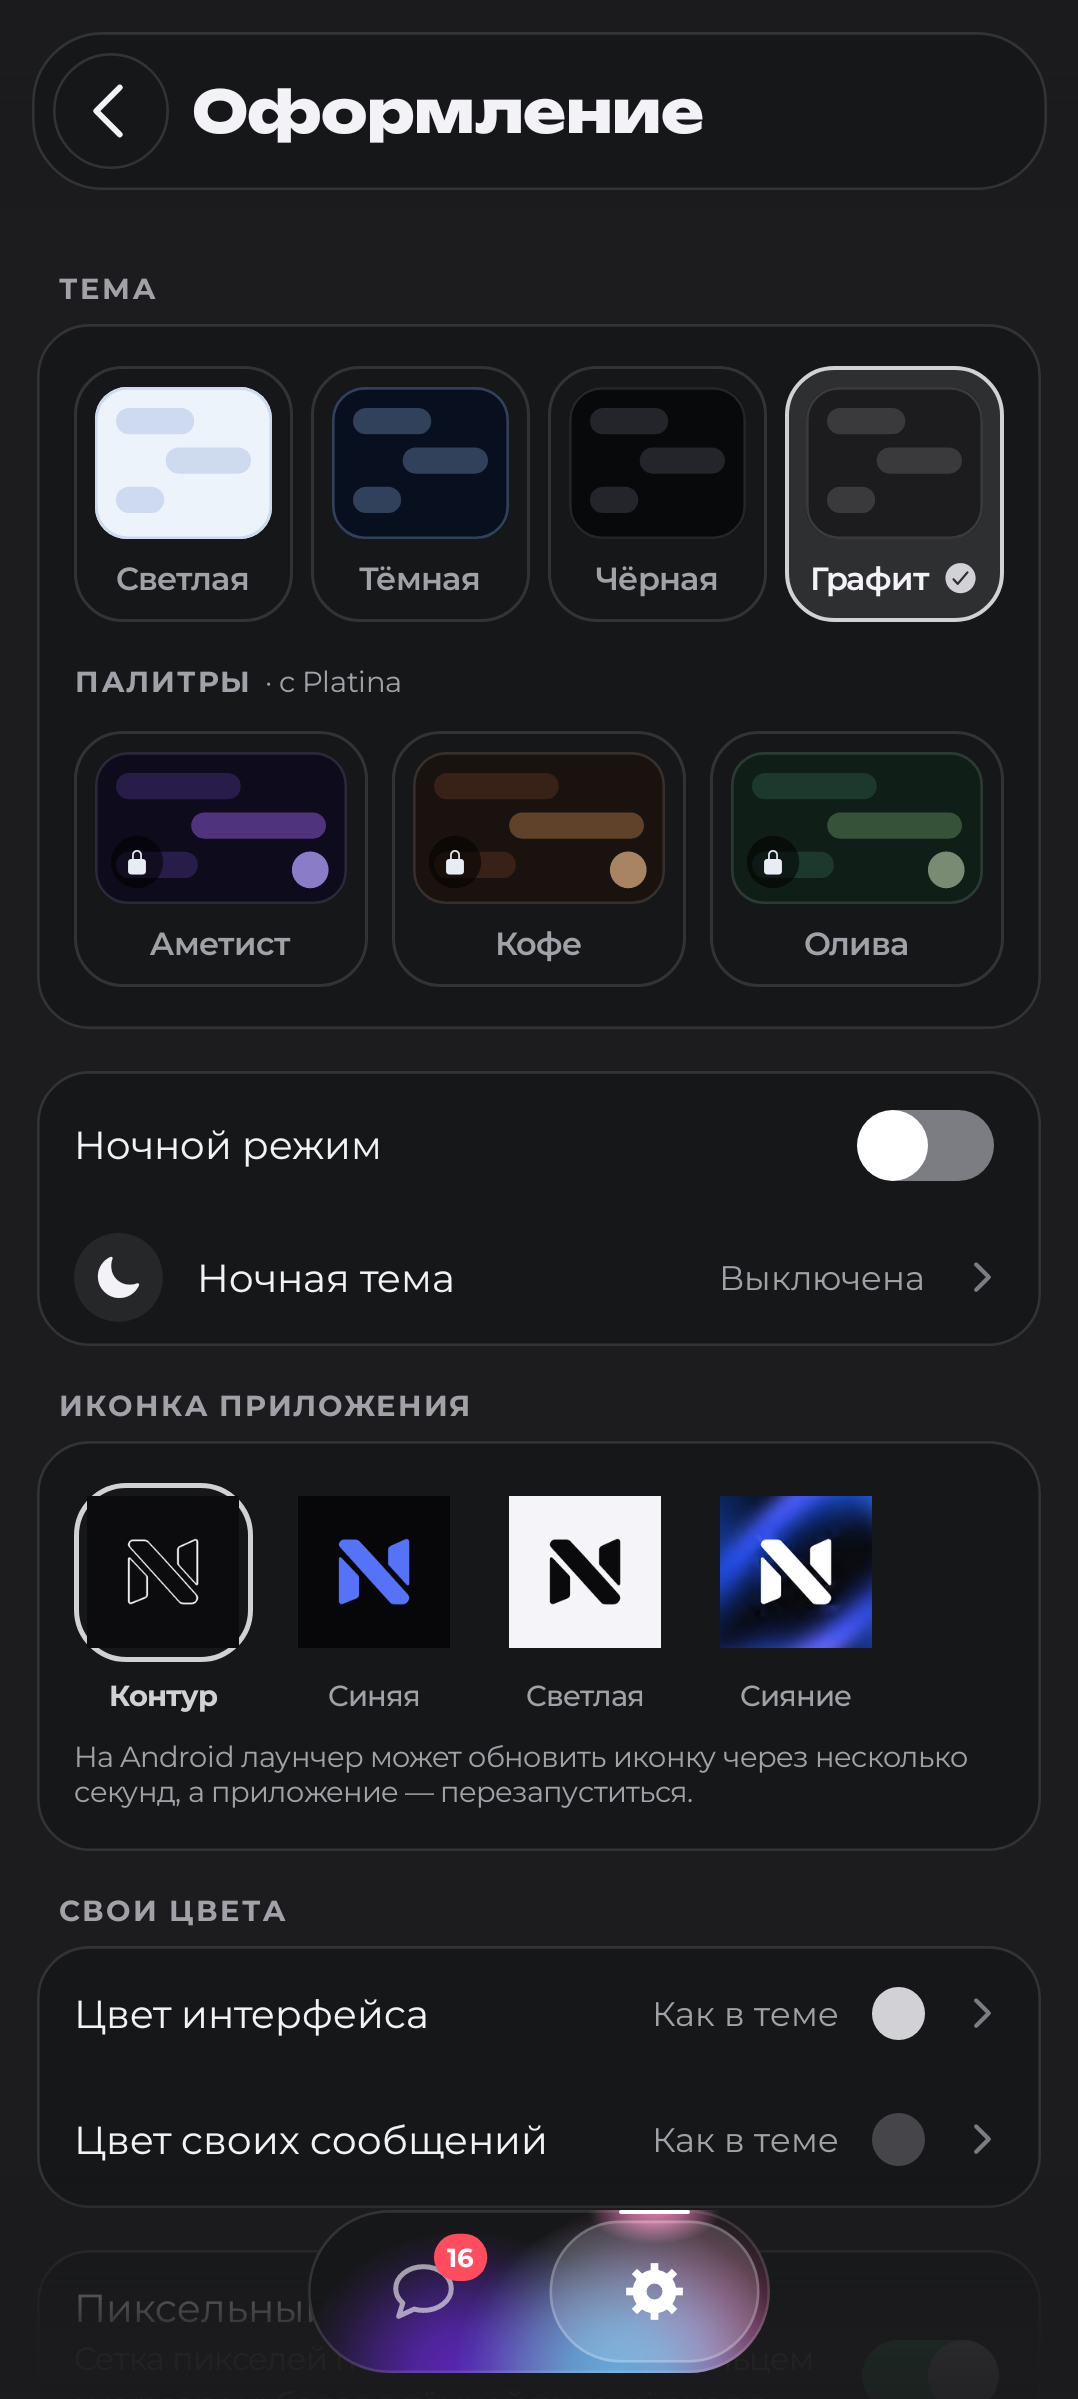 Оформление
ТЕМА
Светлая
Тёмная
Чёрная
Графит
ПАЛИТРЫ · с Platina
Аметист
Кофе
Олива
Ночной режим
Ночная тема
Выключена
ИКОНКА ПРИЛОЖЕНИЯ
Контур
Синяя
Светлая
Сияние
На Android лаунчер может обновить иконку через несколько
секунд, а приложение — перезапуститься.
СВОИ ЦВЕТА
Цвет интерфейса
Как в теме
Цвет своих сообщений
Как в теме
16
Сетка пикселей